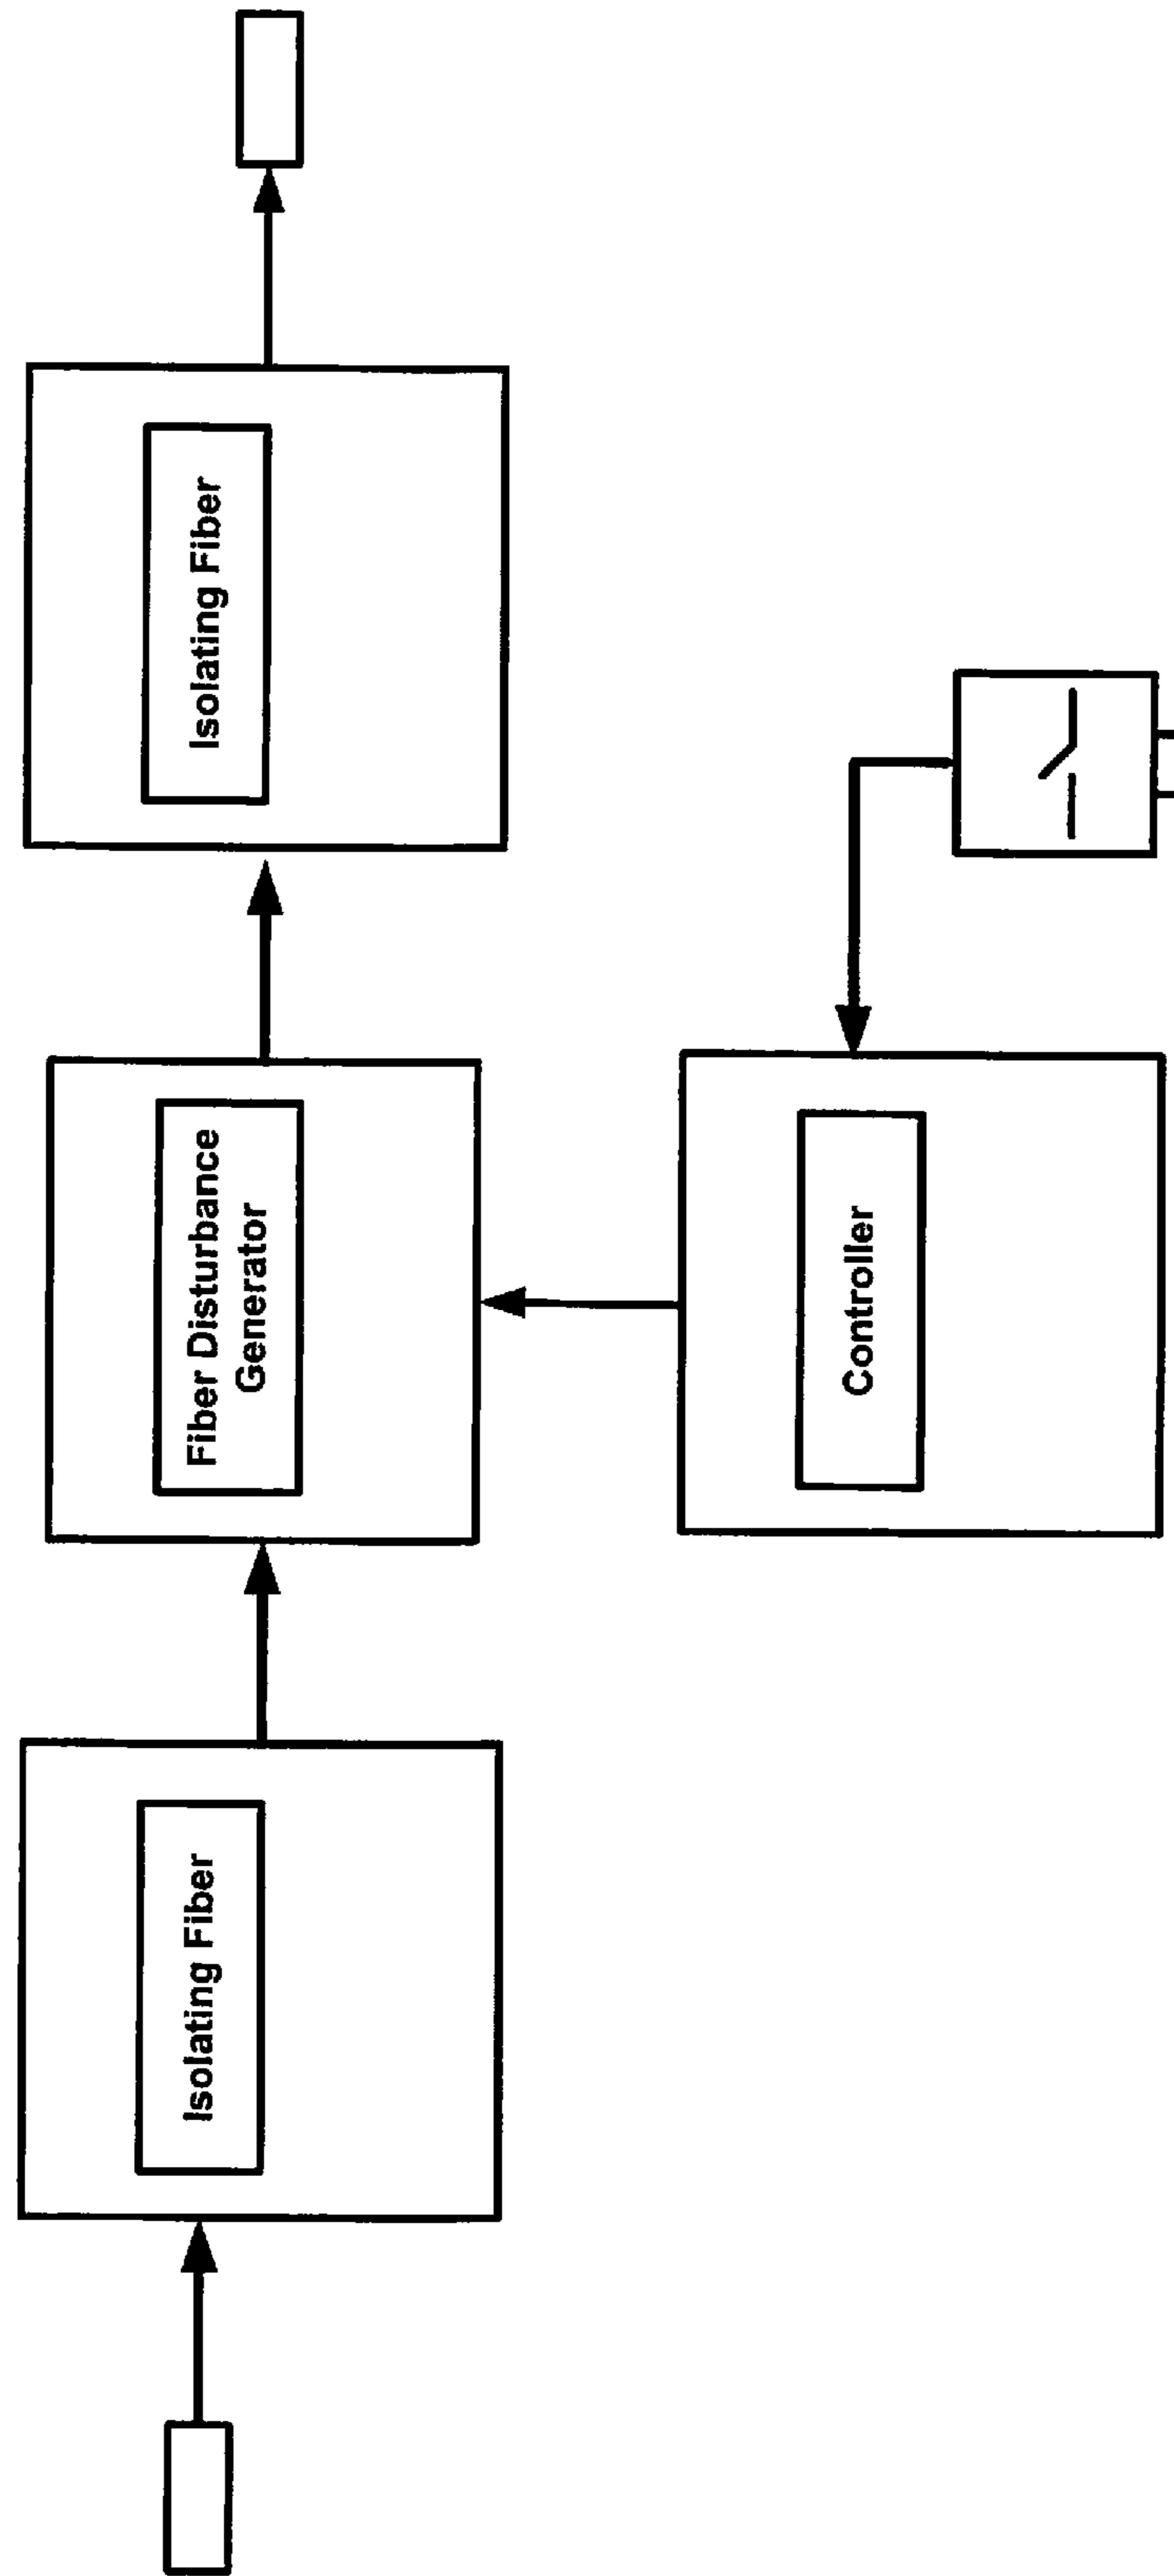 Isolating Fiber
Fiber Disturbance
Generator
Isolating Fiber
Controller